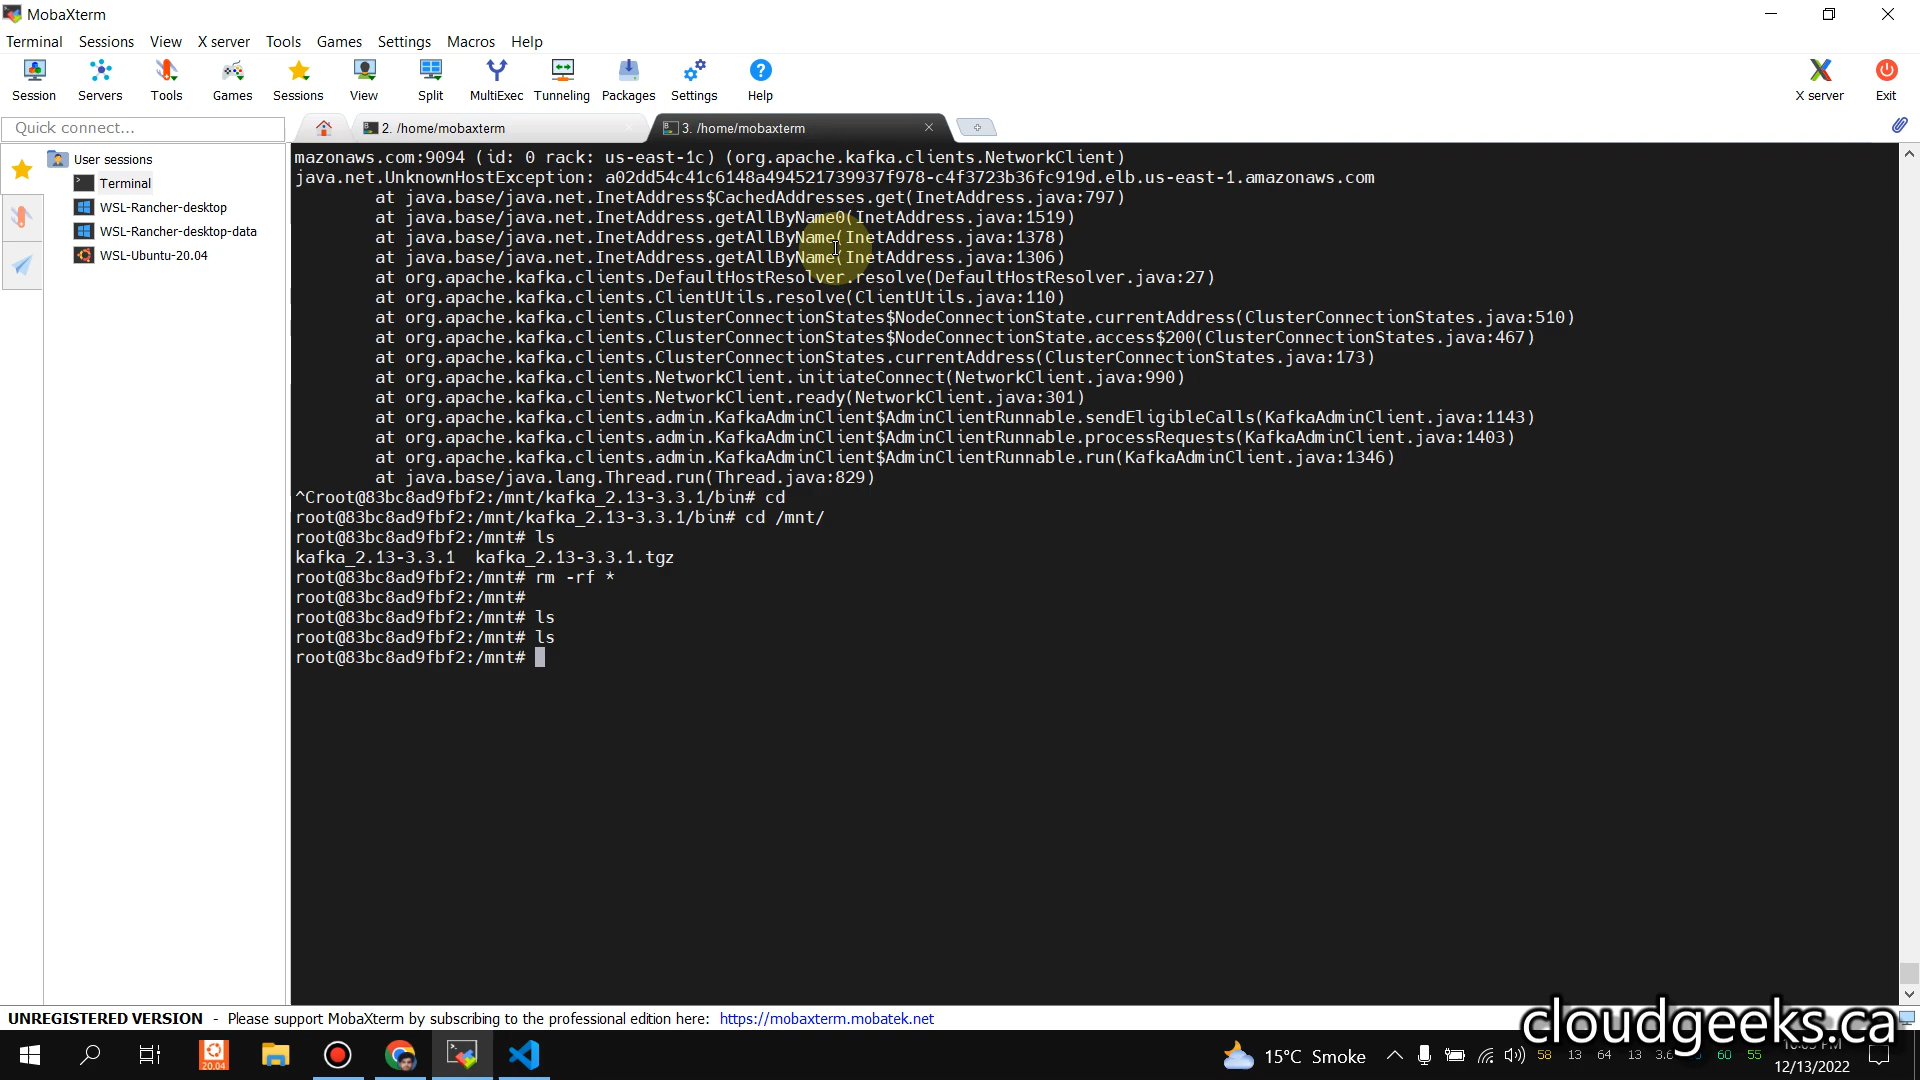 MobaXterm
Terminal Sessions View X server Tools Games Settings Macros Help
Session Servers Tools Games Sessions View Split MultiExec Tunneling Packages Settings Help X server Exit
Quick connect...
2. /home/mobaxterm
3. /home/mobaxterm
User sessions
Terminal
WSL-Rancher-desktop
WSL-Rancher-desktop-data
WSL-Ubuntu-20.04
mazonaws.com:9094 (id: 0 rack: us-east-1c) (org.apache.kafka.clients.NetworkClient)
java.net.UnknownHostException: a02dd54c41c6148a494521739937f978-c4f3723b36fc919d.elb.us-east-1.amazonaws.com
at java.base/java.net.InetAddress$CachedAddresses.get(InetAddress.java:797)
at java.base/java.net.InetAddress.getAllByName0(InetAddress.java:1519)
at java.base/java.net.InetAddress.getAllByName(InetAddress.java:1378)
at java.base/java.net.InetAddress.getAllByName(InetAddress.java:1306)
at org.apache.kafka.clients.DefaultHostResolver.resolve(DefaultHostResolver.java:27)
at org.apache.kafka.clients.ClientUtils.resolve(ClientUtils.java:110)
at org.apache.kafka.clients.ClusterConnectionStates$NodeConnectionState.currentAddress(ClusterConnectionStates.java:510)
at org.apache.kafka.clients.ClusterConnectionStates$NodeConnectionState.access$200(ClusterConnectionStates.java:467)
at org.apache.kafka.clients.ClusterConnectionStates.currentAddress(ClusterConnectionStates.java:173)
at org.apache.kafka.clients.NetworkClient.initiateConnect(NetworkClient.java:990)
at org.apache.kafka.clients.NetworkClient.ready(NetworkClient.java:301)
at org.apache.kafka.clients.admin.KafkaAdminClient$AdminClientRunnable.sendEligibleCalls(KafkaAdminClient.java:1143)
at org.apache.kafka.clients.admin.KafkaAdminClient$AdminClientRunnable.processRequests(KafkaAdminClient.java:1403)
at org.apache.kafka.clients.admin.KafkaAdminClient$AdminClientRunnable.run(KafkaAdminClient.java:1346)
at java.base/java.lang.Thread.run(Thread.java:829)
^Croot@83bc8ad9fbf2:/mnt/kafka_2.13-3.3.1/bin# cd
root@83bc8ad9fbf2:/mnt/kafka_2.13-3.3.1/bin# cd /mnt/
root@83bc8ad9fbf2:/mnt# ls
kafka_2.13-3.3.1 kafka_2.13-3.3.1.tgz
root@83bc8ad9fbf2:/mnt# rm -rf *
root@83bc8ad9fbf2:/mnt#
root@83bc8ad9fbf2:/mnt# ls
root@83bc8ad9fbf2:/mnt# ls
root@83bc8ad9fbf2:/mnt#
UNREGISTERED VERSION - Please support MobaXterm by subscribing to the professional edition here: https://mobaxterm.mobatek.net
cloudgeeks.ca
20.04
15°C Smoke
58 13 64 13 60 55
12/13/2022